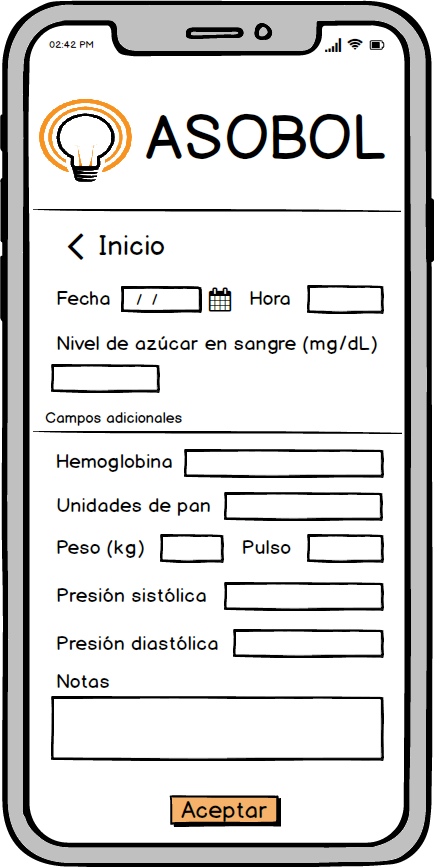 02:42 PM
ASOBOL
Inicio
Fecha / / Hora
Nivel de azúcar en sangre (mg/dL)
Campos adicionales
Hemoglobina
Unidades de pan
Peso (kg) Pulso
Presión sistólica
Presión diastólica
Notas
Aceptar